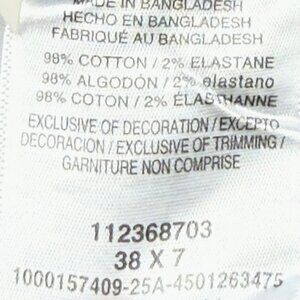 MADE IN BANGLADESH
HECHO EN BANGLADESH
FABRIQUÉ AU BANGLADESH
98% COTTON / 2% ELASTANE
98% ALGODÓN / 2% elastano
98% COTON / 2% ÉLASTHANNE
EXCLUSIVE OF DECORATION / EXCEPTO
DECORACION / EXCLUSIVE OF TRIMMING /
GARNITURE NON COMPRISE
112368703
38 X 7
1000157409-25A-4501263475